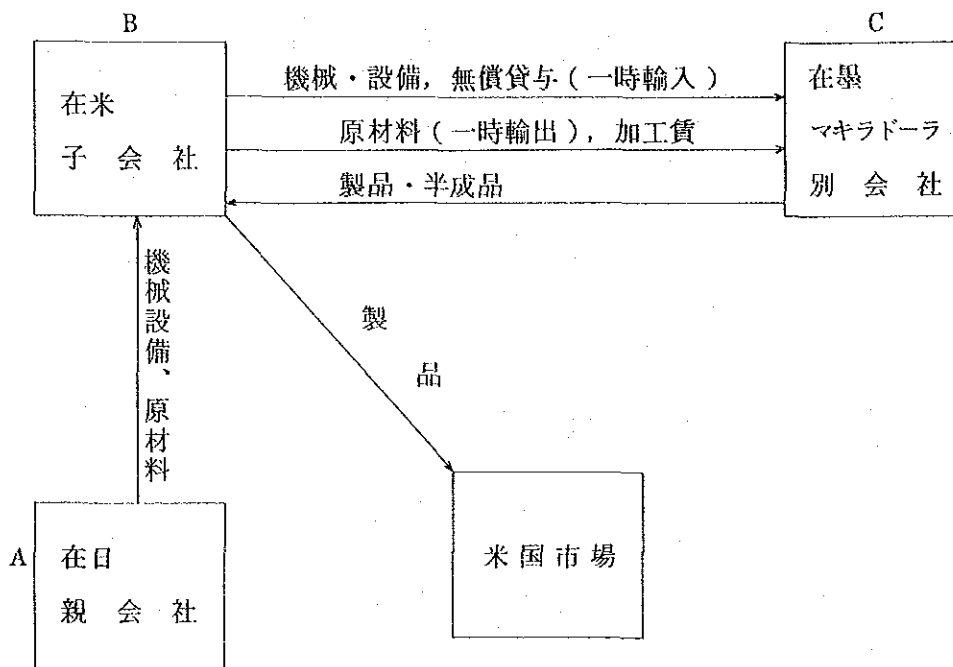 B
C
在米
子会社
機械・設備，無償貸与(一時輸入)
原材料(一時輸出)，加工賃
製品・半成品
在墨
マキラドーラ
別会社
機械設備、原材料
製品
A
在日
親会社
米国市場